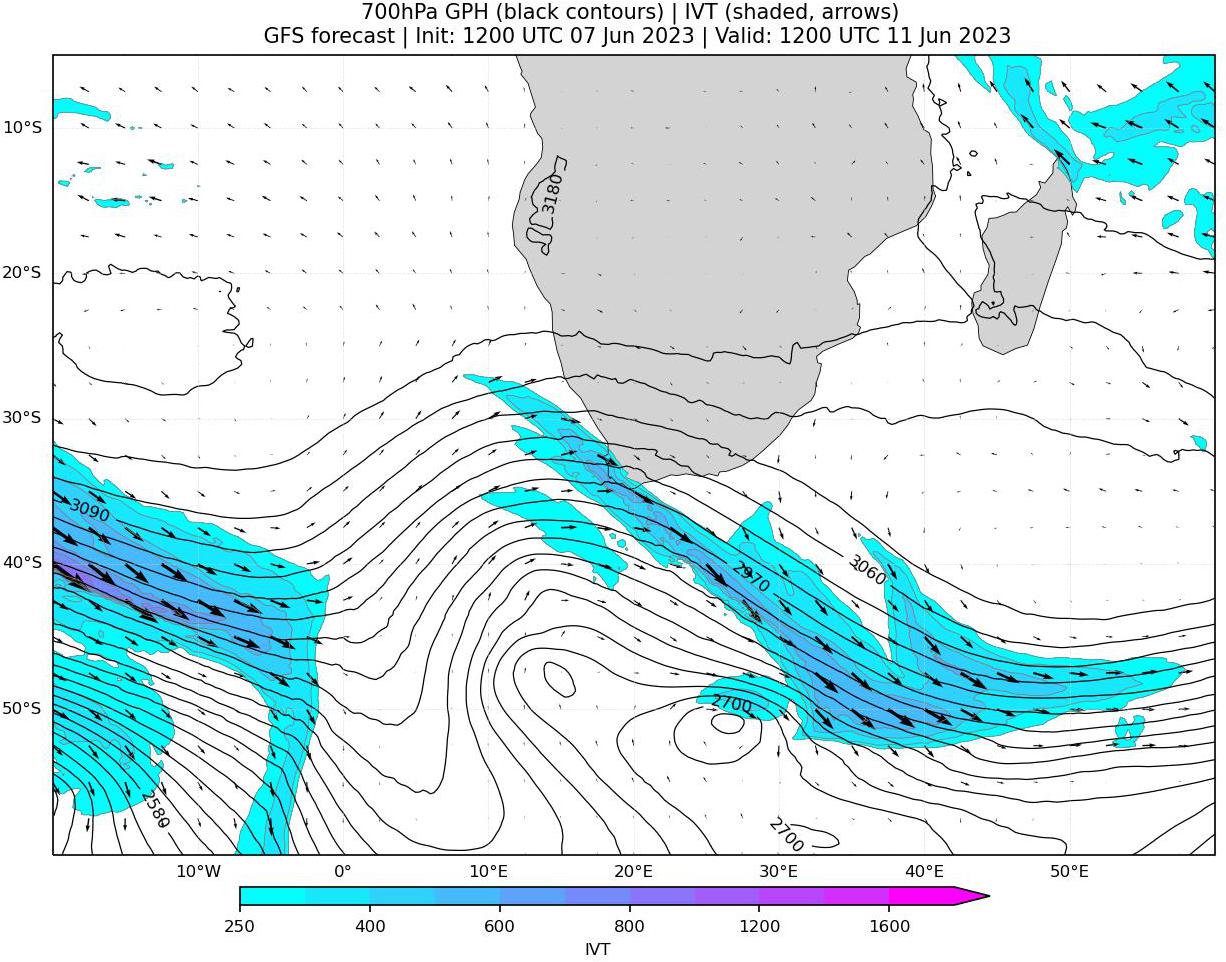 700hPa GPH (black contours) | IVT (shaded, arrows)
GFS forecast | Init: 1200 UTC 07 Jun 2023 | Valid: 1200 UTC 11 Jun 2023
10°S
3180
20°S
30°S
3090
40°S
2970
3060
50°S
2700
2580
2700
10°W
0°
10°E
20°E
30°E
40°E
50°E
250
400
600
800
1200
1600
IVT